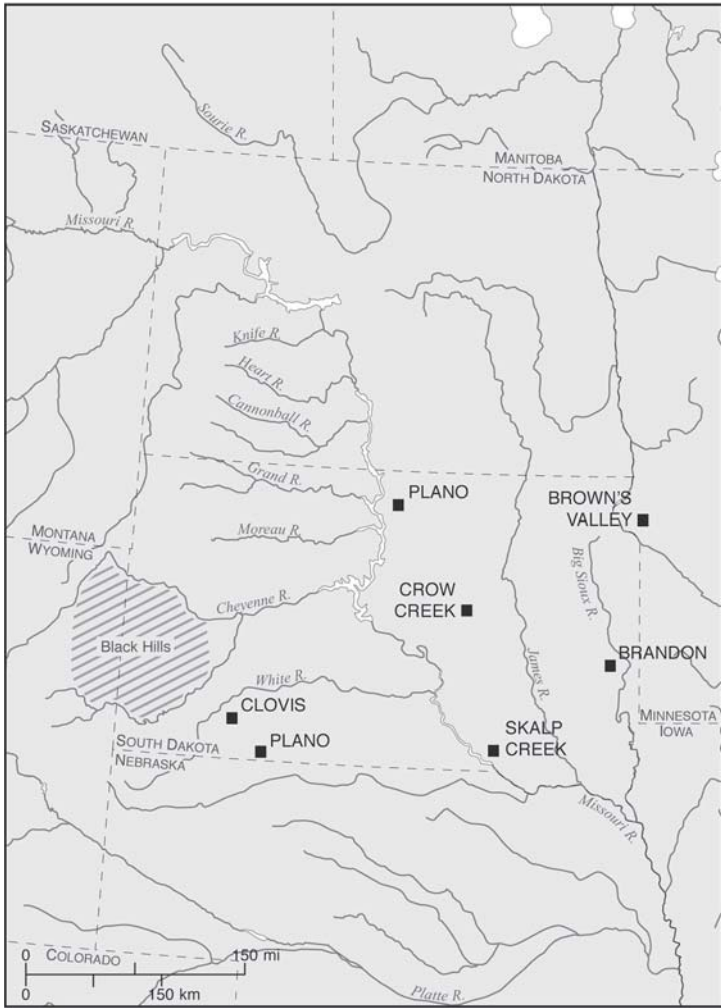 Sourie R.
SASKATCHEWAN
MANITOBA
NORTH DAKOTA
Missouri R.
Knife R.
Heart R.
Cannonball R.
Grand R.
PLANO
BROWN'S
VALLEY
MONTANA
WYOMING
Moreau R.
Big Sioux R.
Cheyenne R.
CROW
CREEK
Black Hills
BRANDON
White R.
James R.
CLOVIS
MINNESOTA
IOWA
SOUTH DAKOTA
NEBRASKA
PLANO
SKALP
CREEK
Missouri R.
COLORADO
0 150 mi
0 150 km
Platte R.